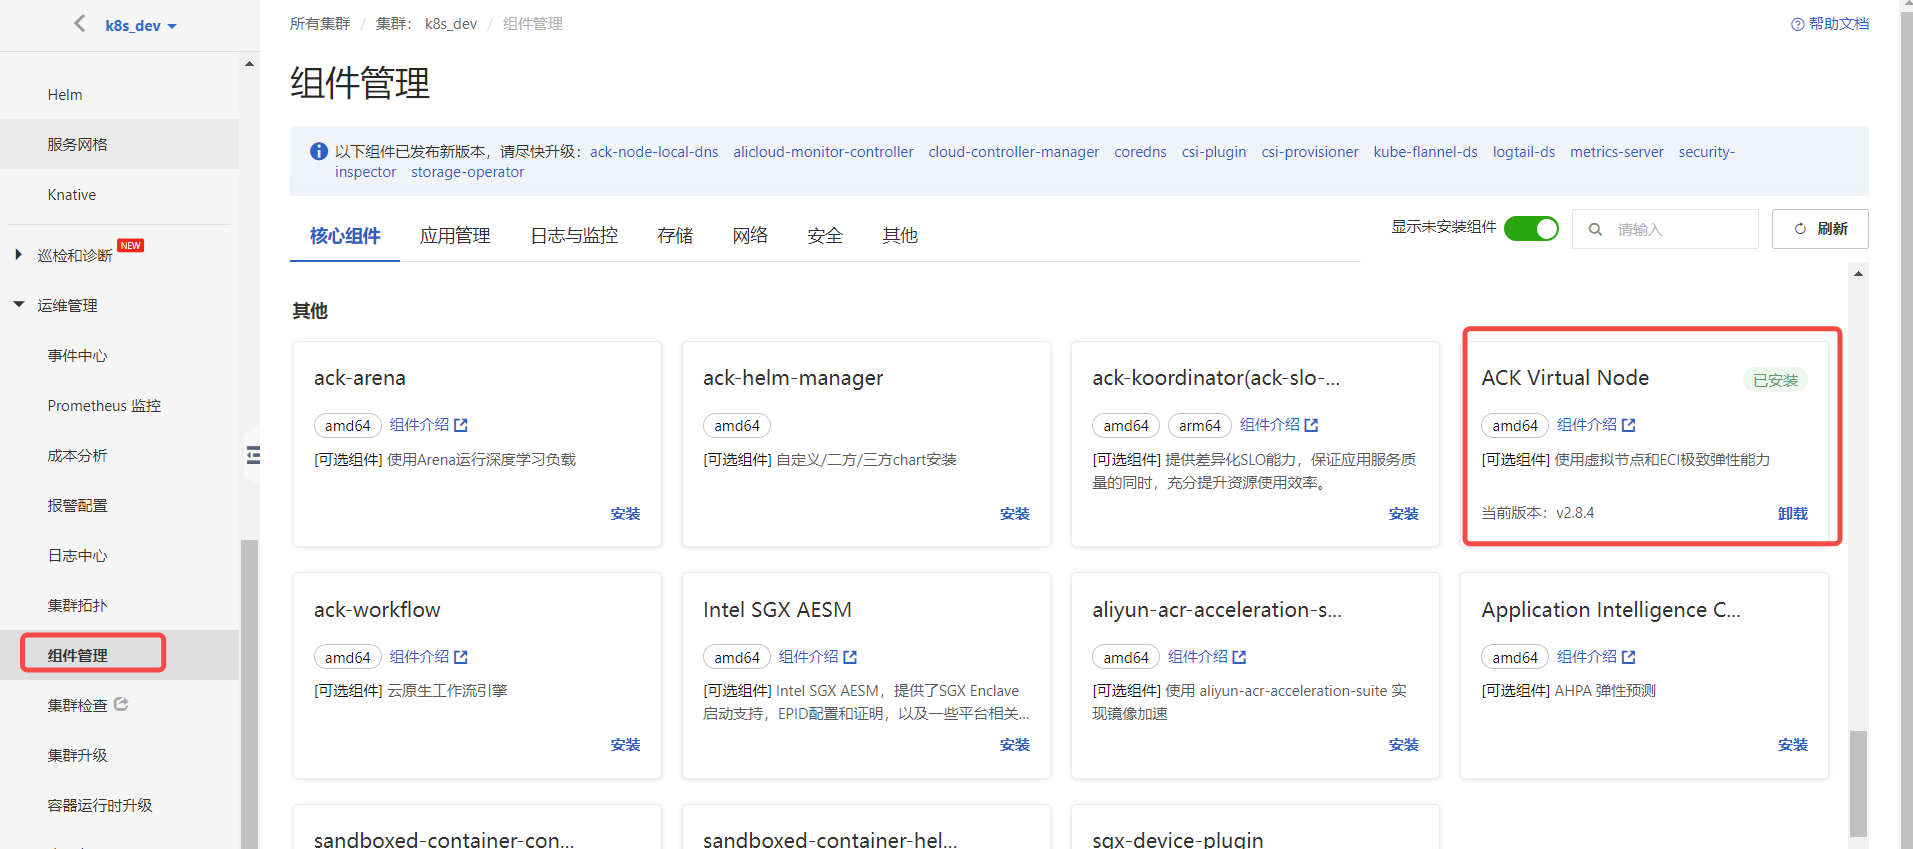 k8s_dev
Helm
服务网格
Knative
巡检和诊断 NEW
运维管理
事件中心
Prometheus 监控
成本分析
报警配置
日志中心
集群拓扑
组件管理
集群检查
集群升级
容器运行时升级
所有集群 / 集群： k8s_dev / 组件管理
帮助文档
组件管理
以下组件已发布新版本，请尽快升级： ack-node-local-dns alicloud-monitor-controller cloud-controller-manager coredns csi-plugin csi-provisioner kube-flannel-ds logtail-ds metrics-server security-
inspector storage-operator
核心组件 应用管理 日志与监控 存储 网络 安全 其他
显示未安装组件 请输入 刷新
其他
ack-arena
amd64 组件介绍
[可选组件] 使用Arena运行深度学习负载
安装
ack-helm-manager
amd64
[可选组件] 自定义/二方/三方chart安装
安装
ack-koordinator(ack-slo-...
amd64 arm64 组件介绍
[可选组件] 提供差异化SLO能力，保证应用服务质
量的同时，充分提升资源使用效率。
安装
ACK Virtual Node 已安装
amd64 组件介绍
[可选组件] 使用虚拟节点和ECI极致弹性能力
当前版本：v2.8.4 卸载
ack-workflow
amd64 组件介绍
[可选组件] 云原生工作流引擎
安装
Intel SGX AESM
amd64 组件介绍
[可选组件] Intel SGX AESM，提供了SGX Enclave
启动支持，EPID配置和证明，以及一些平台相关...
安装
aliyun-acr-acceleration-s...
amd64 组件介绍
[可选组件] 使用 aliyun-acr-acceleration-suite 实
现镜像加速
安装
Application Intelligence C...
amd64 组件介绍
[可选组件] AHPA 弹性预测
安装
sandboxed-container-con...
sandboxed-container-hel...
sgx-device-plugin